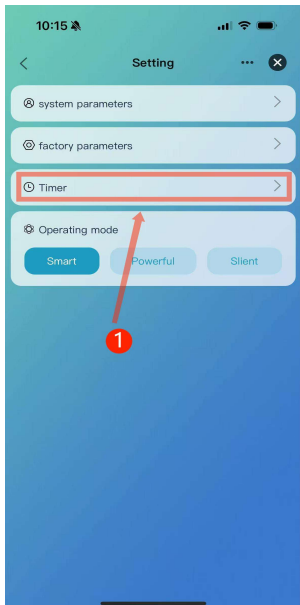 10:15
Setting
system parameters
factory parameters
Timer
Operating mode
Smart Powerful Slient
1